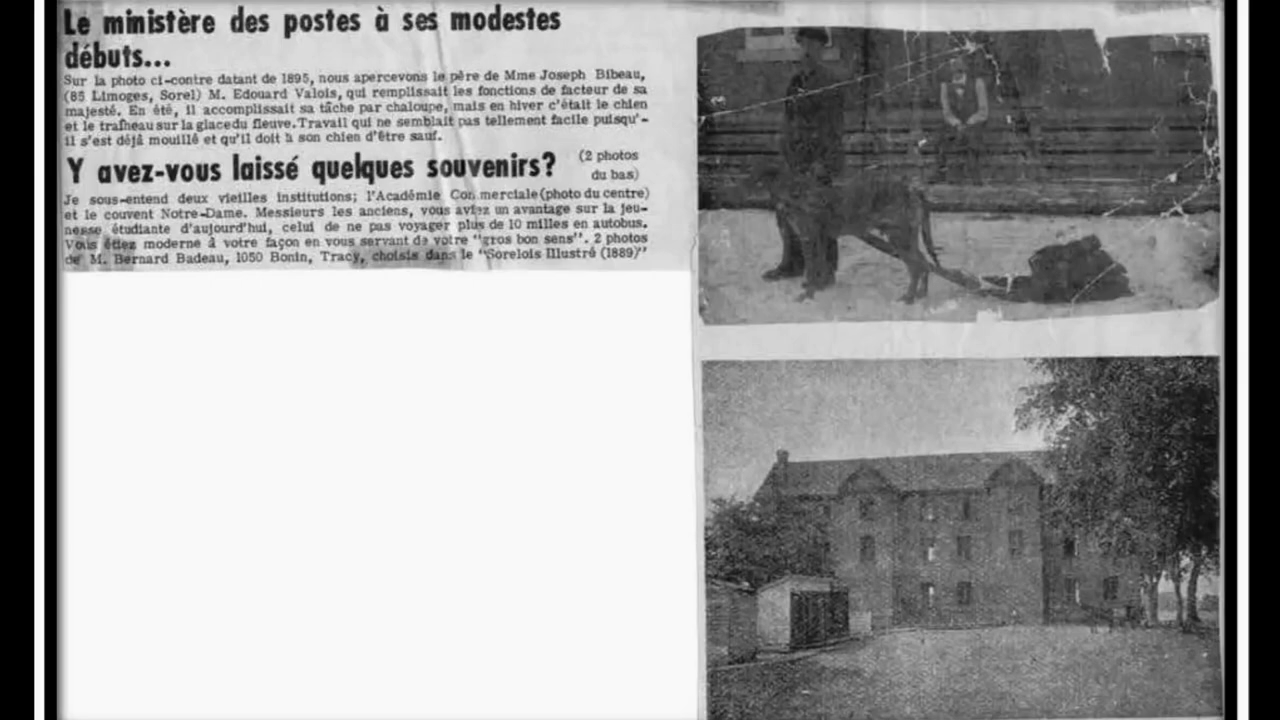 Le ministère des postes à ses modestes
débuts...
Sur la photo ci-contre datant de 1895, nous apercevons le père de Mme Joseph Bibeau,
(85 Limoges, Sorel) M. Edouard Valois, qui remplissait les fonctions de facteur de sa
majesté. En été, il accomplissait sa tâche par chaloupe, mais en hiver c'était le chien
et le traîneau sur la glace du fleuve. Travail qui ne semblait pas tellement facile puisqu'-
il s'est déjà mouillé et qu'il doit à son chien d'être sauf.
Y avez-vous laissé quelques souvenirs? (2 photos
du bas)
Je sous-entend deux vieilles institutions; l'Académie Commerciale (photo du centre)
et le couvent Notre-Dame. Messieurs les anciens, vous aviez un avantage sur la jeu-
nesse étudiante d'aujourd'hui, celui de ne pas voyager plus de 10 milles en autobus.
Vous étiez moderne à votre façon en vous servant de votre "gros bon sens". 2 photos
de M. Bernard Badeau, 1050 Bonin, Tracy, choisis dans le "Sorelois Illustré (1889)"